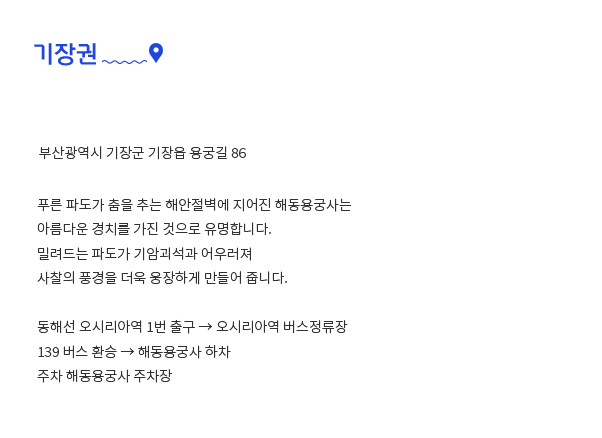 기장권
부산광역시 기장군 기장읍 용궁길 86
푸른 파도가 춤을 추는 해안절벽에 지어진 해동용궁사는
아름다운 경치를 가진 것으로 유명합니다.
밀려드는 파도가 기암괴석과 어우러져
사찰의 풍경을 더욱 웅장하게 만들어 줍니다.
동해선 오시리아역 1번 출구 → 오시리아역 버스정류장
139 버스 환승 → 해동용궁사 하차
주차 해동용궁사 주차장